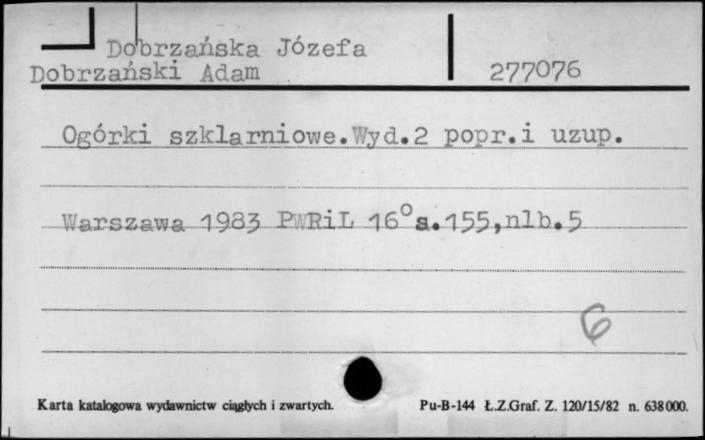 Dobrzańska Józefa
Dobrzański Adam 277076
Ogórki szklarniowe.Wyd.2 popr.i uzup.
Warszawa 1983 PWRiL 16° s.155,nlb.5
6
Karta katalogowa wydawnictw ciągłych i zwartych. Pu-B-144 Ł.Z.Graf. Z. 120/15/82 n. 638000.